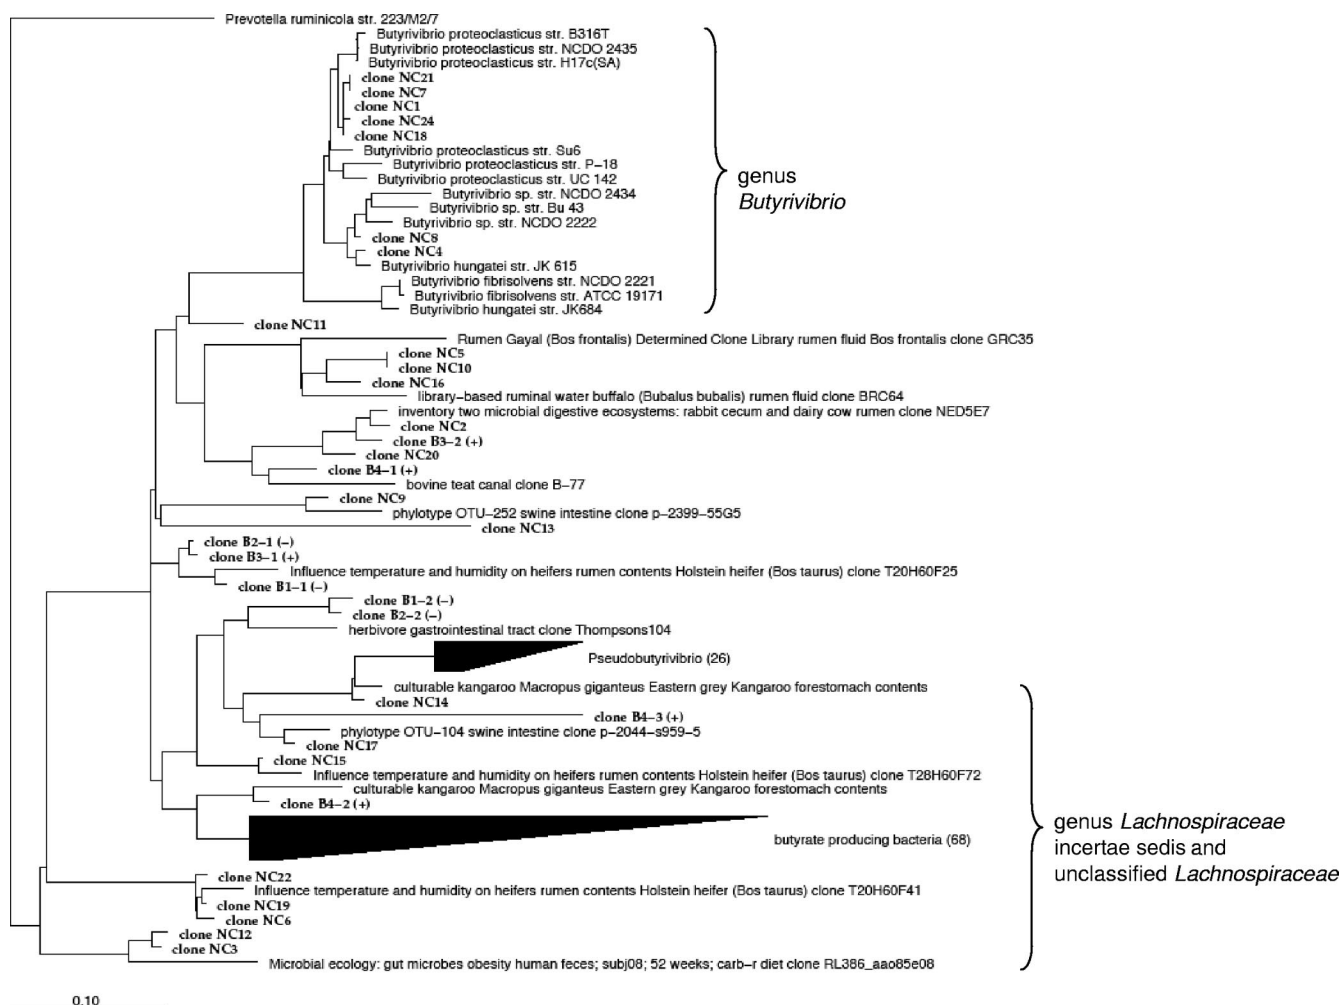 Prevotella ruminicola str. 223/M2/7
Butyrivibrio proteoclasticus str. B316T
Butyrivibrio proteoclasticus str. NCDO 2435
Butyrivibrio proteoclasticus str. H17c(SA)
clone NC21
clone NC7
clone NC1
clone NC24
clone NC18
Butyrivibrio proteoclasticus str. Su6
Butyrivibrio proteoclasticus str. P-18
Butyrivibrio proteoclasticus str. UC 142
Butyrivibrio sp. str. NCDO 2434
Butyrivibrio sp. str. Bu 43
Butyrivibrio sp. str. NCDO 2222
clone NC8
clone NC4
Butyrivibrio hungatei str. JK 615
Butyrivibrio fibrisolvens str. NCDO 2221
Butyrivibrio fibrisolvens str. ATCC 19171
Butyrivibrio hungatei str. JK684
genus
Butyrivibrio
clone NC11
Rumen Gayal (Bos frontalis) Determined Clone Library rumen fluid Bos frontalis clone GRC35
clone NC5
clone NC10
clone NC16
library-based ruminal water buffalo (Bubalus bubalis) rumen fluid clone BRC64
inventory two microbial digestive ecosystems: rabbit cecum and dairy cow rumen clone NED5E7
clone NC2
clone B3-2 (+)
clone NC20
clone B4-1 (+)
bovine teat canal clone B-77
clone NC9
phylotype OTU-252 swine intestine clone p-2399-55G5
clone NC13
clone B2-1 (-)
clone B3-1 (+)
Influence temperature and humidity on heifers rumen contents Holstein heifer (Bos taurus) clone T20H60F25
clone B1-1 (-)
clone B1-2 (-)
clone B2-2 (-)
herbivore gastrointestinal tract clone Thompsons104
Pseudobutyrivibrio (26)
culturable kangaroo Macropus giganteus Eastern grey Kangaroo forestomach contents
clone NC14
clone B4-3 (+)
phylotype OTU-104 swine intestine clone p-2044-s959-5
clone NC17
clone NC15
Influence temperature and humidity on heifers rumen contents Holstein heifer (Bos taurus) clone T28H60F72
culturable kangaroo Macropus giganteus Eastern grey Kangaroo forestomach contents
clone B4-2 (+)
butyrate producing bacteria (68)
clone NC22
Influence temperature and humidity on heifers rumen contents Holstein heifer (Bos taurus) clone T20H60F41
clone NC19
clone NC6
clone NC12
clone NC3
Microbial ecology: gut microbes obesity human feces; subj08; 52 weeks; carb-r diet clone RL386_aao85e08
genus Lachnospiraceae
incertae sedis and
unclassified Lachnospiraceae
0.10